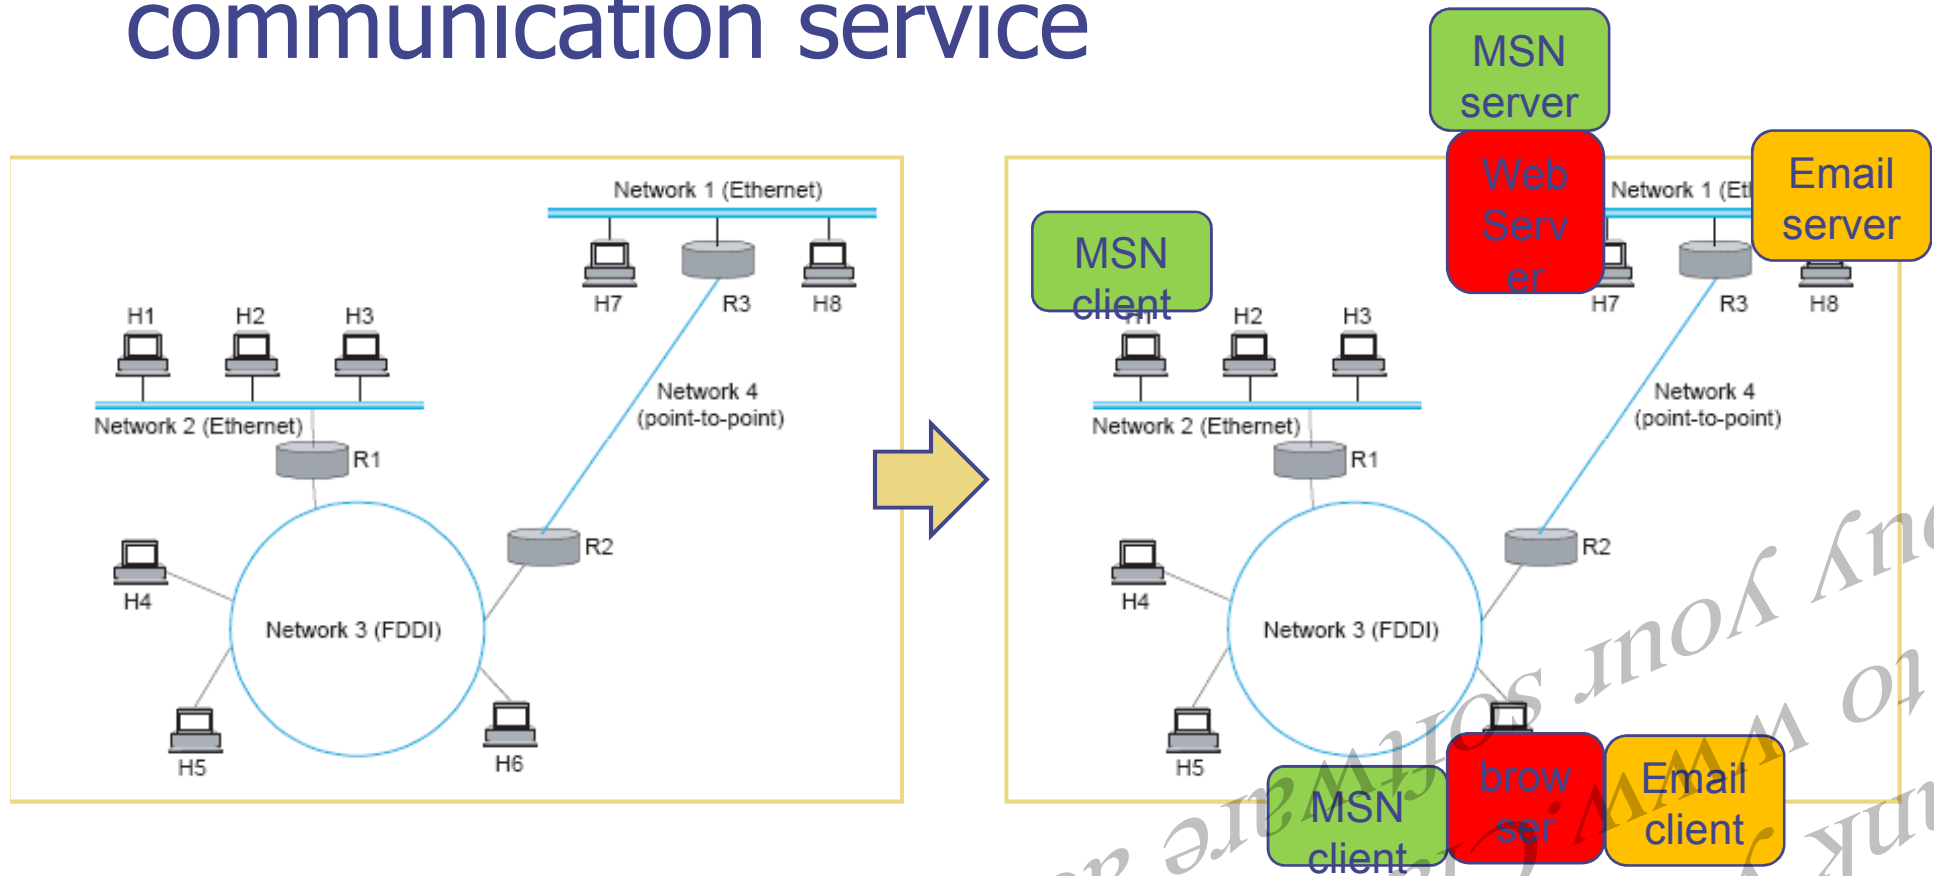 communication service
Network 1 (Ethernet)
H7
R3
H8
H1
H2
H3
Network 4
(point-to-point)
Network 2 (Ethernet)
R1
R2
H4
Network 3 (FDDI)
H5
H6
MSN
server
Web
Serv
er
Email
server
Network 1 (Et
MSN
client
H7
R3
H8
H2
H3
Network 4
(point-to-point)
Network 2 (Ethernet)
R1
R2
H4
Network 3 (FDDI)
H5
MSN
client
brow
ser
Email
client
your software
to